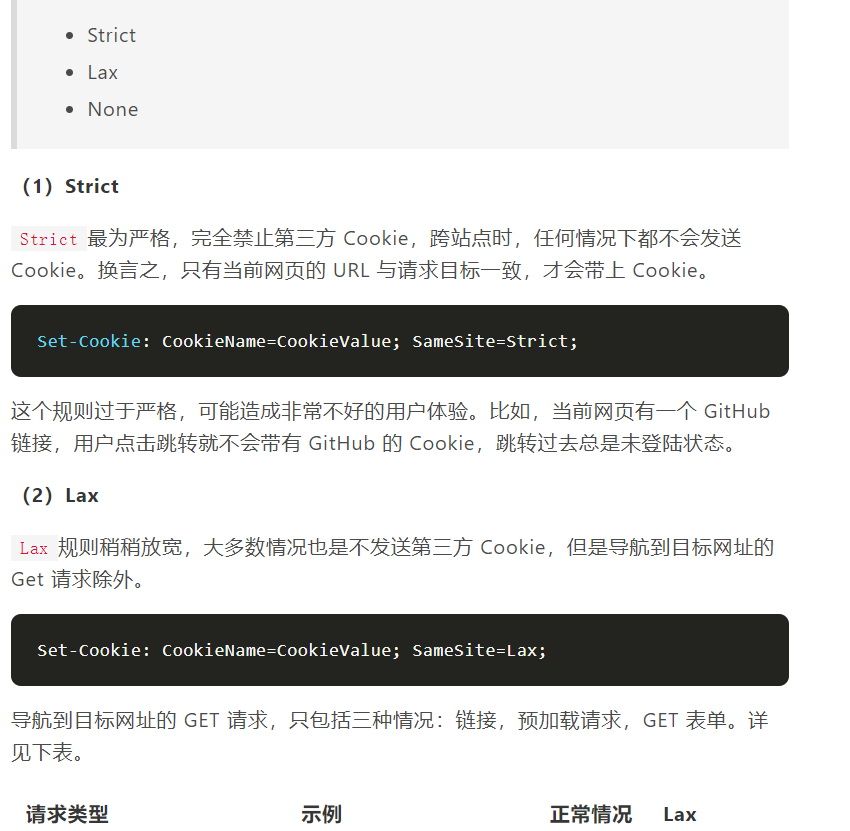 Strict
Lax
None
（1）Strict
Strict最为严格，完全禁止第三方 Cookie，跨站点时，任何情况下都不会发送
Cookie。换言之，只有当前网页的 URL 与请求目标一致，才会带上 Cookie。
Set-Cookie: CookieName=CookieValue; SameSite=Strict;
这个规则过于严格，可能造成非常不好的用户体验。比如，当前网页有一个 GitHub
链接，用户点击跳转就不会带有 GitHub 的 Cookie，跳转过去总是未登陆状态。
（2）Lax
Lax规则稍稍放宽，大多数情况也是不发送第三方 Cookie，但是导航到目标网址的
Get 请求除外。
Set-Cookie: CookieName=CookieValue; SameSite=Lax;
导航到目标网址的 GET 请求，只包括三种情况：链接，预加载请求，GET 表单。详
见下表。
请求类型 示例 正常情况 Lax